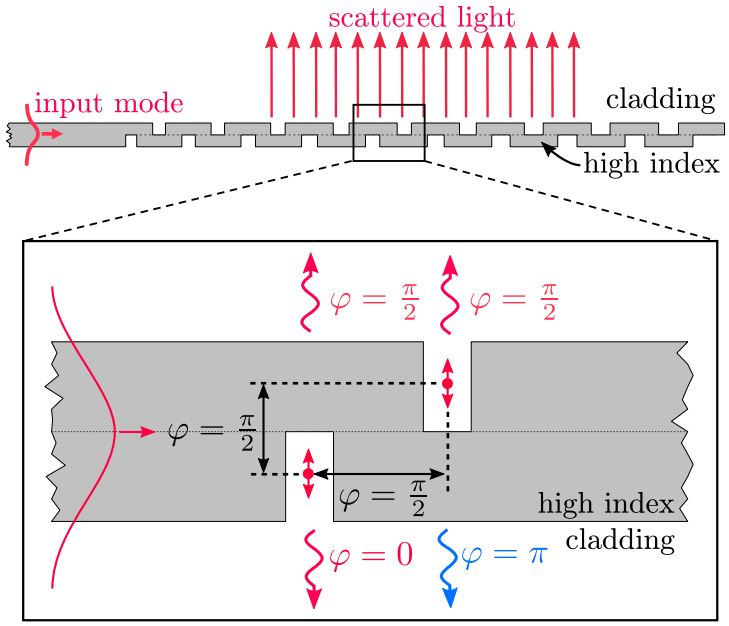 scattered light
input mode
cladding
high index
φ = π/2
φ = π/2
φ = π/2
φ = π/2
high index
cladding
φ = 0
φ = π